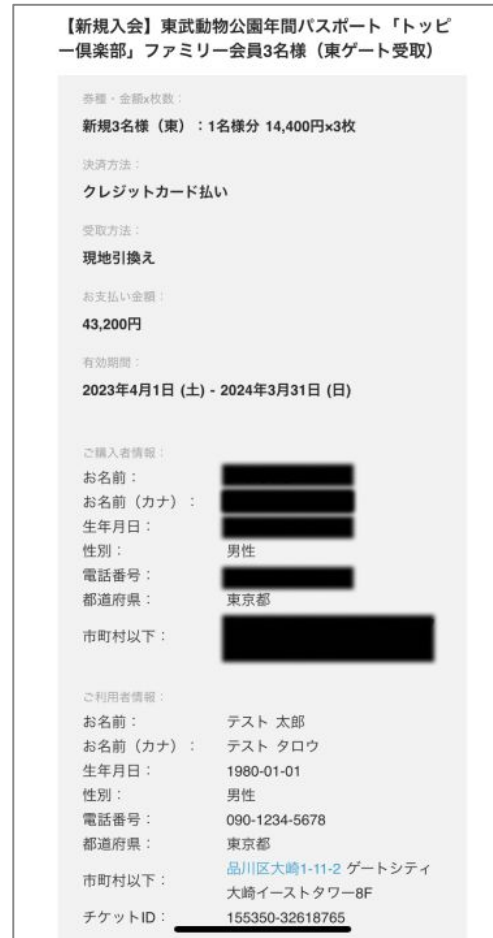 【新規入会】東武動物公園年間パスポート「トッピ
ー倶楽部」ファミリー会員3名様（東ゲート受取）
券種・金額x枚数：
新規3名様（東）：1名様分 14,400円×3枚
決済方法：
クレジットカード払い
受取方法：
現地引換え
お支払い金額：
43,200円
有効期間：
2023年4月1日 (土) - 2024年3月31日 (日)
ご購入者情報：
お名前：
お名前（カナ）：
生年月日：
性別： 男性
電話番号：
都道府県： 東京都
市町村以下：
ご利用者情報：
お名前： テスト 太郎
お名前（カナ）： テスト タロウ
生年月日： 1980-01-01
性別： 男性
電話番号： 090-1234-5678
都道府県： 東京都
市町村以下： 品川区大崎1-11-2 ゲートシティ
大崎イーストタワー8F
チケットID： 155350-32618765